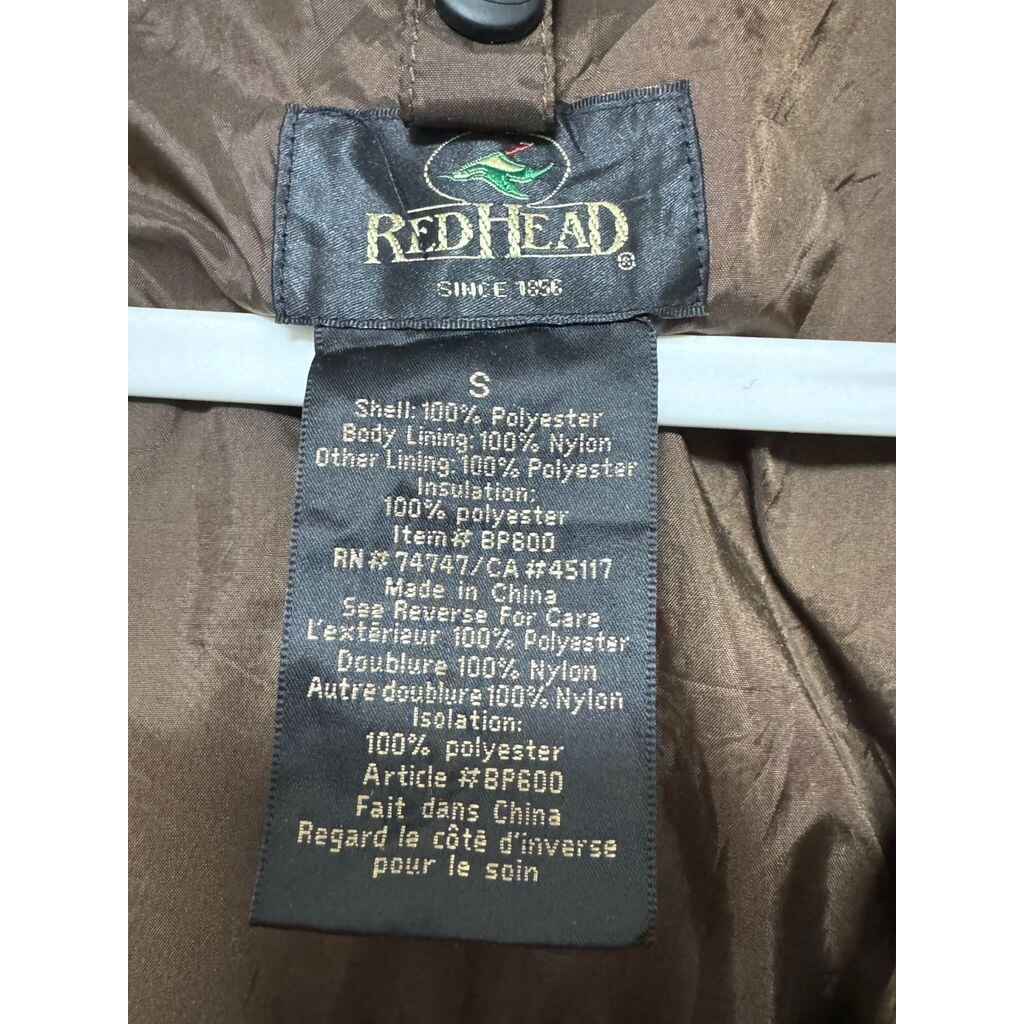 REDHEAD
®
SINCE 1856
S
Shell: 100% Polyester
Body Lining: 100% Nylon
Other Lining: 100% Polyester
Insulation:
100% polyester
Item# BP600
RN# 74747/CA #45117
Made in China
See Reverse For Care
L'extérieur 100% Polyester
Doublure 100% Nylon
Autre doublure 100% Nylon
Isolation:
100% polyester
Article #BP600
Fait dans China
Regard le côté d'inverse
pour le soin